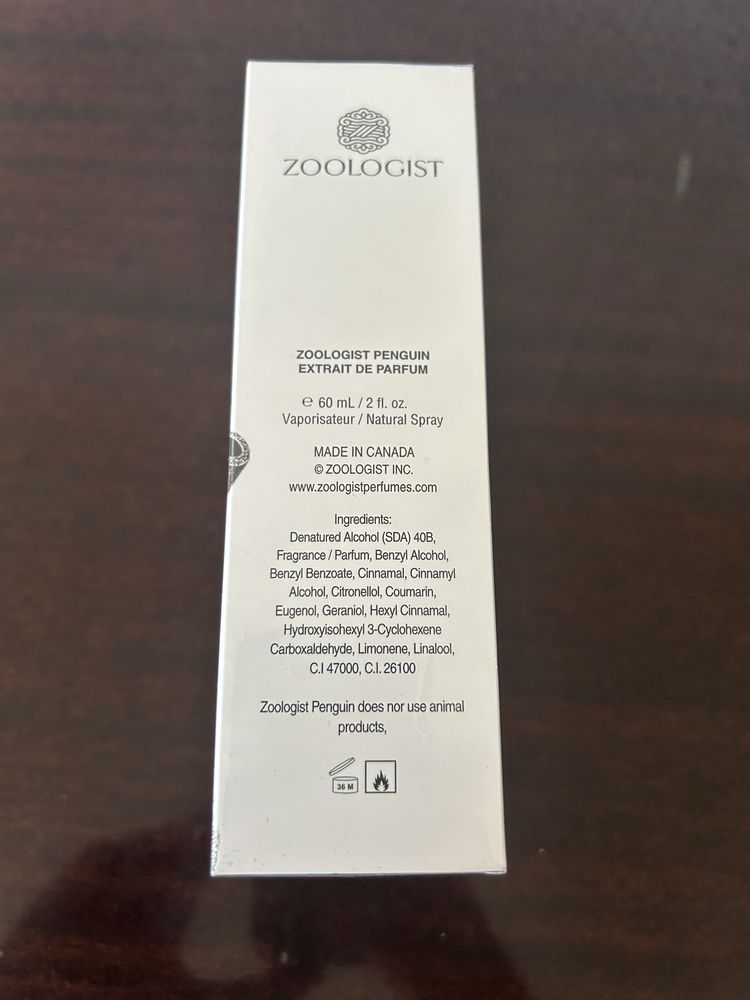 ZOOLOGIST
ZOOLOGIST PENGUIN
EXTRAIT DE PARFUM
℮ 60 mL / 2 fl. oz.
Vaporisateur / Natural Spray
MADE IN CANADA
© ZOOLOGIST INC.
www.zoologistperfumes.com
Ingredients:
Denatured Alcohol (SDA) 40B,
Fragrance / Parfum, Benzyl Alcohol,
Benzyl Benzoate, Cinnamal, Cinnamyl
Alcohol, Citronellol, Coumarin,
Eugenol, Geraniol, Hexyl Cinnamal,
Hydroxyisohexyl 3-Cyclohexene
Carboxaldehyde, Limonene, Linalool,
C.I 47000, C.I. 26100
Zoologist Penguin does nor use animal
products,
36 M